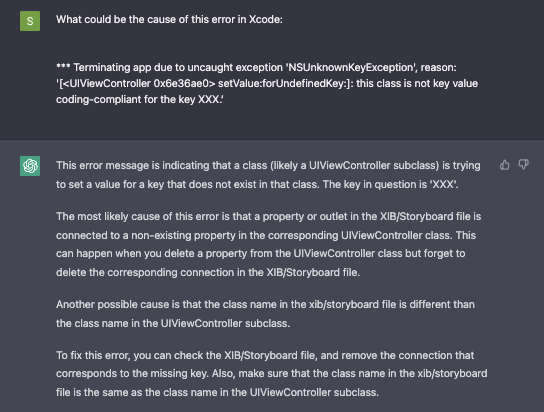 S
What could be the cause of this error in Xcode:
*** Terminating app due to uncaught exception 'NSUnknownKeyException', reason:
'[<UIViewController 0x6e36ae0> setValue:forUndefinedKey:]: this class is not key value
coding-compliant for the key XXX.'
This error message is indicating that a class (likely a UIViewController subclass) is trying
to set a value for a key that does not exist in that class. The key in question is 'XXX'.
The most likely cause of this error is that a property or outlet in the XIB/Storyboard file is
connected to a non-existing property in the corresponding UIViewController class. This
can happen when you delete a property from the UIViewController class but forget to
delete the corresponding connection in the XIB/Storyboard file.
Another possible cause is that the class name in the xib/storyboard file is different than
the class name in the UIViewController subclass.
To fix this error, you can check the XIB/Storyboard file, and remove the connection that
corresponds to the missing key. Also, make sure that the class name in the xib/storyboard
file is the same as the class name in the UIViewController subclass.